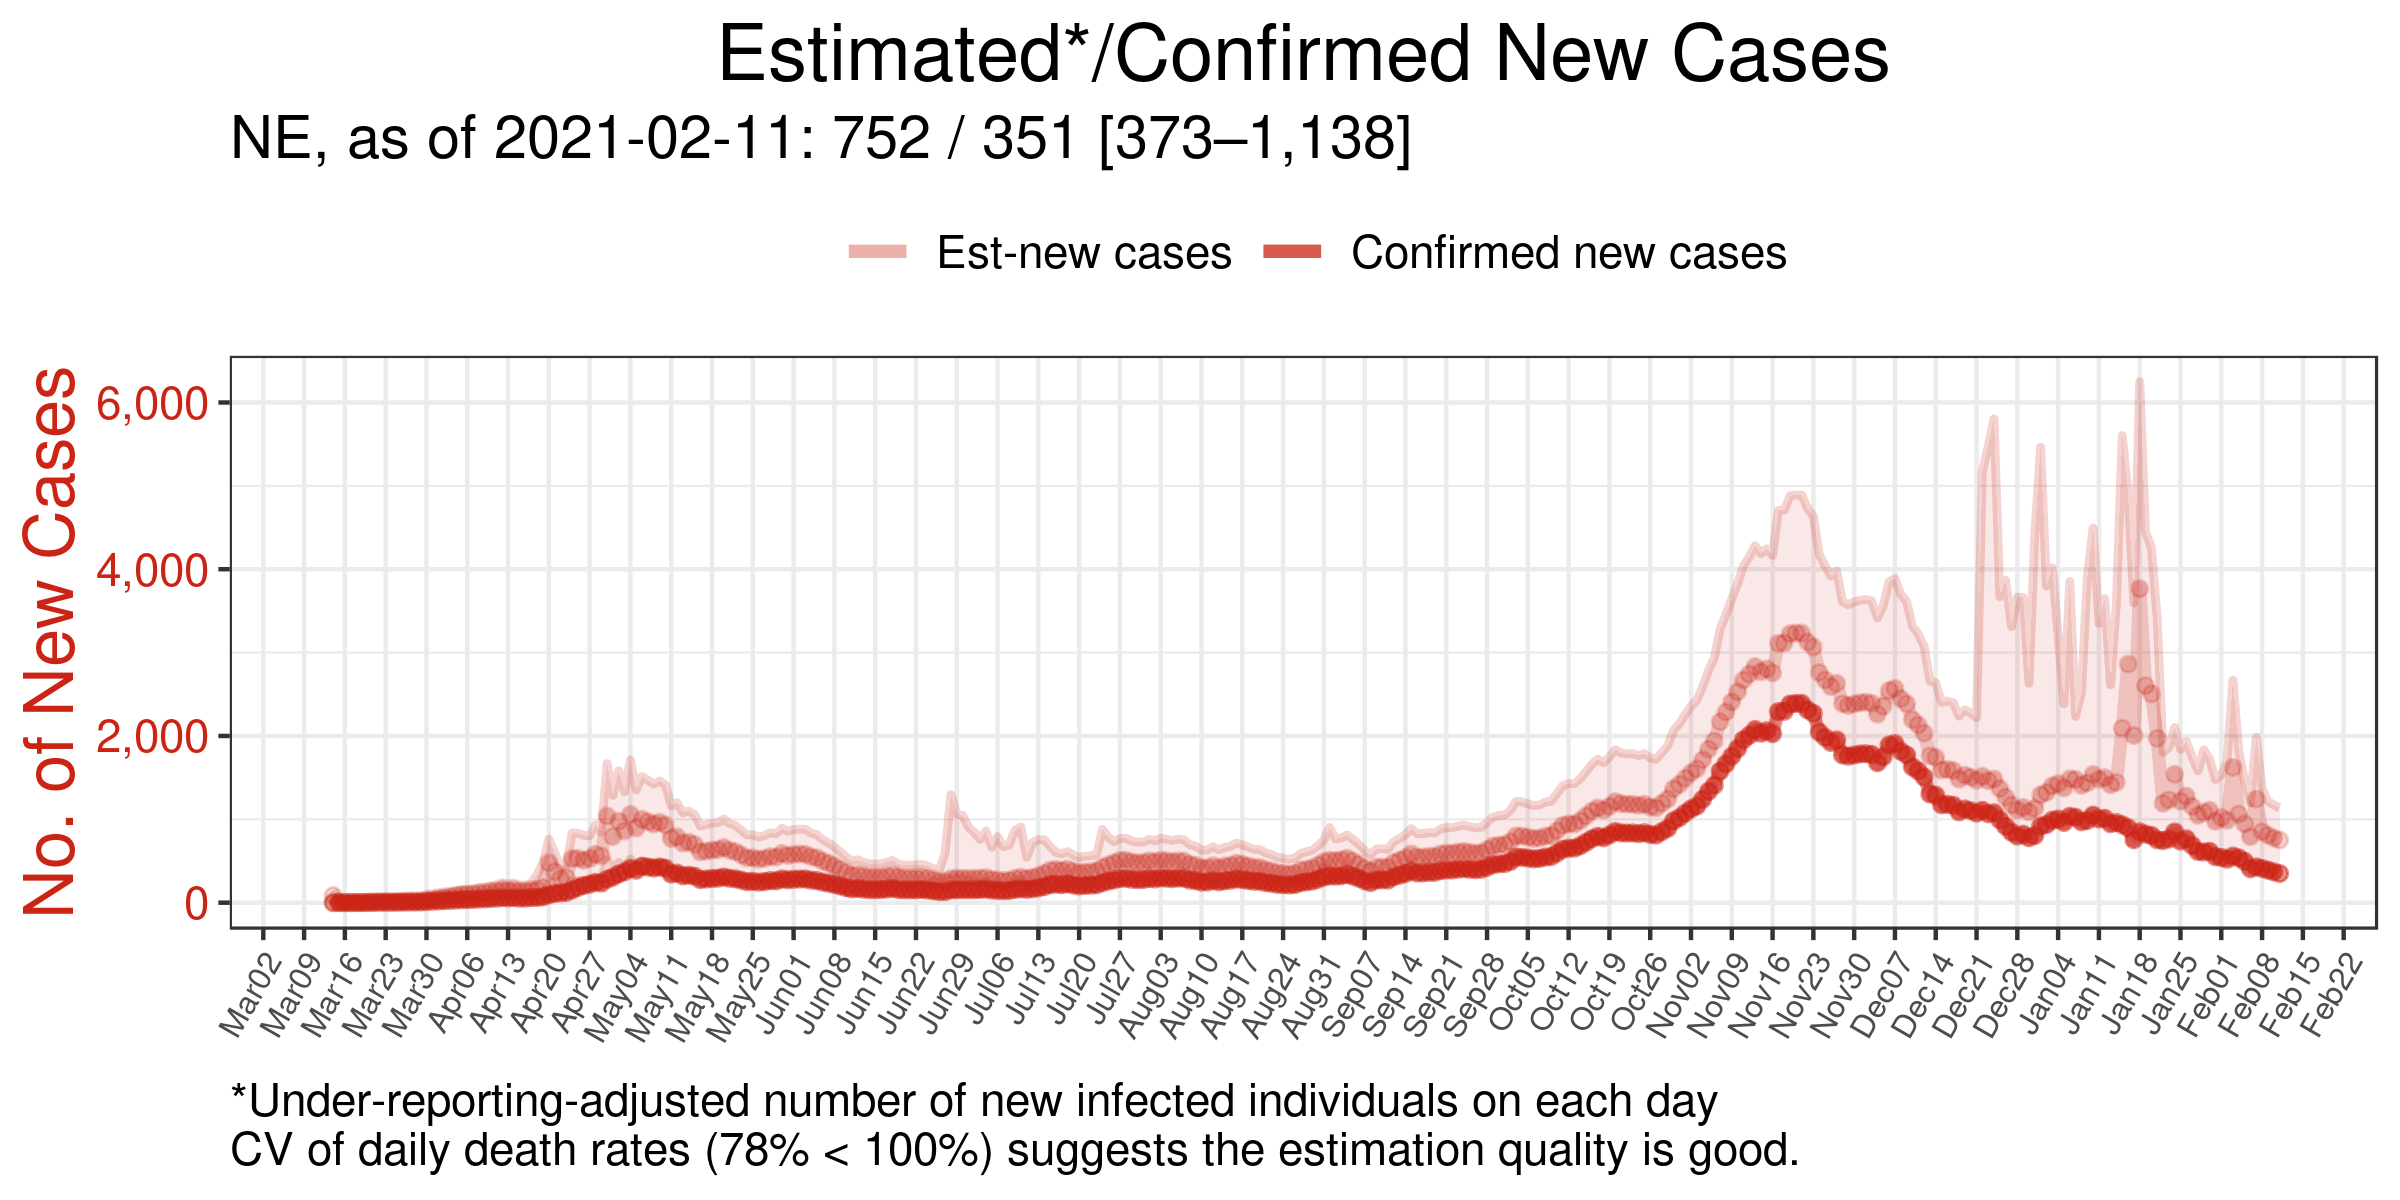 Estimated*/Confirmed New Cases
NE, as of 2021-02-11: 752 / 351 [373–1,138]
Est-new cases Confirmed new cases
No. of New Cases
6,000
4,000
2,000
0
Mar02 Mar09 Mar16 Mar23 Mar30 Apr06 Apr13 Apr20 Apr27 May04 May11 May18 May25 Jun01 Jun08 Jun15 Jun22 Jun29 Jul06 Jul13 Jul20 Jul27 Aug03 Aug10 Aug17 Aug24 Aug31 Sep07 Sep14 Sep21 Sep28 Oct05 Oct12 Oct19 Oct26 Nov02 Nov09 Nov16 Nov23 Nov30 Dec07 Dec14 Dec21 Dec28 Jan04 Jan11 Jan18 Jan25 Feb01 Feb08 Feb15 Feb22
*Under-reporting-adjusted number of new infected individuals on each day
CV of daily death rates (78% < 100%) suggests the estimation quality is good.